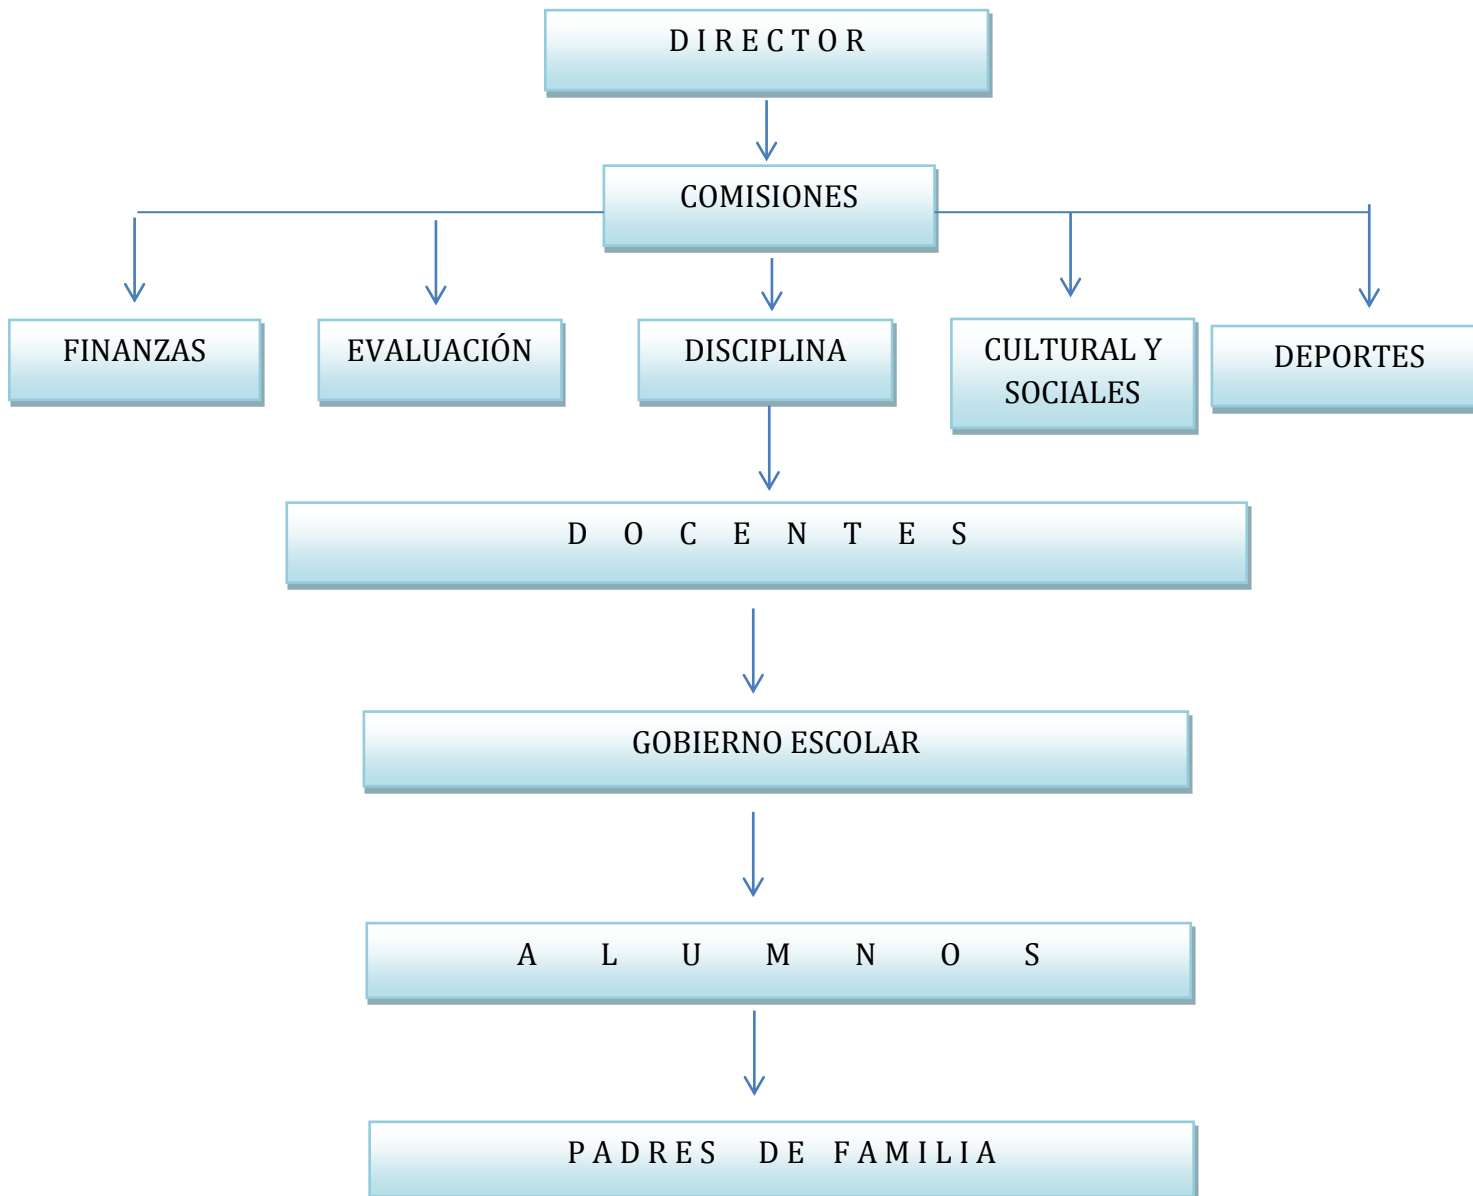 D I R E C T O R
COMISIONES
FINANZAS
EVALUACIÓN
DISCIPLINA
CULTURAL Y
SOCIALES
DEPORTES
D O C E N T E S
GOBIERNO ESCOLAR
A L U M N O S
P A D R E S D E F A M I L I A